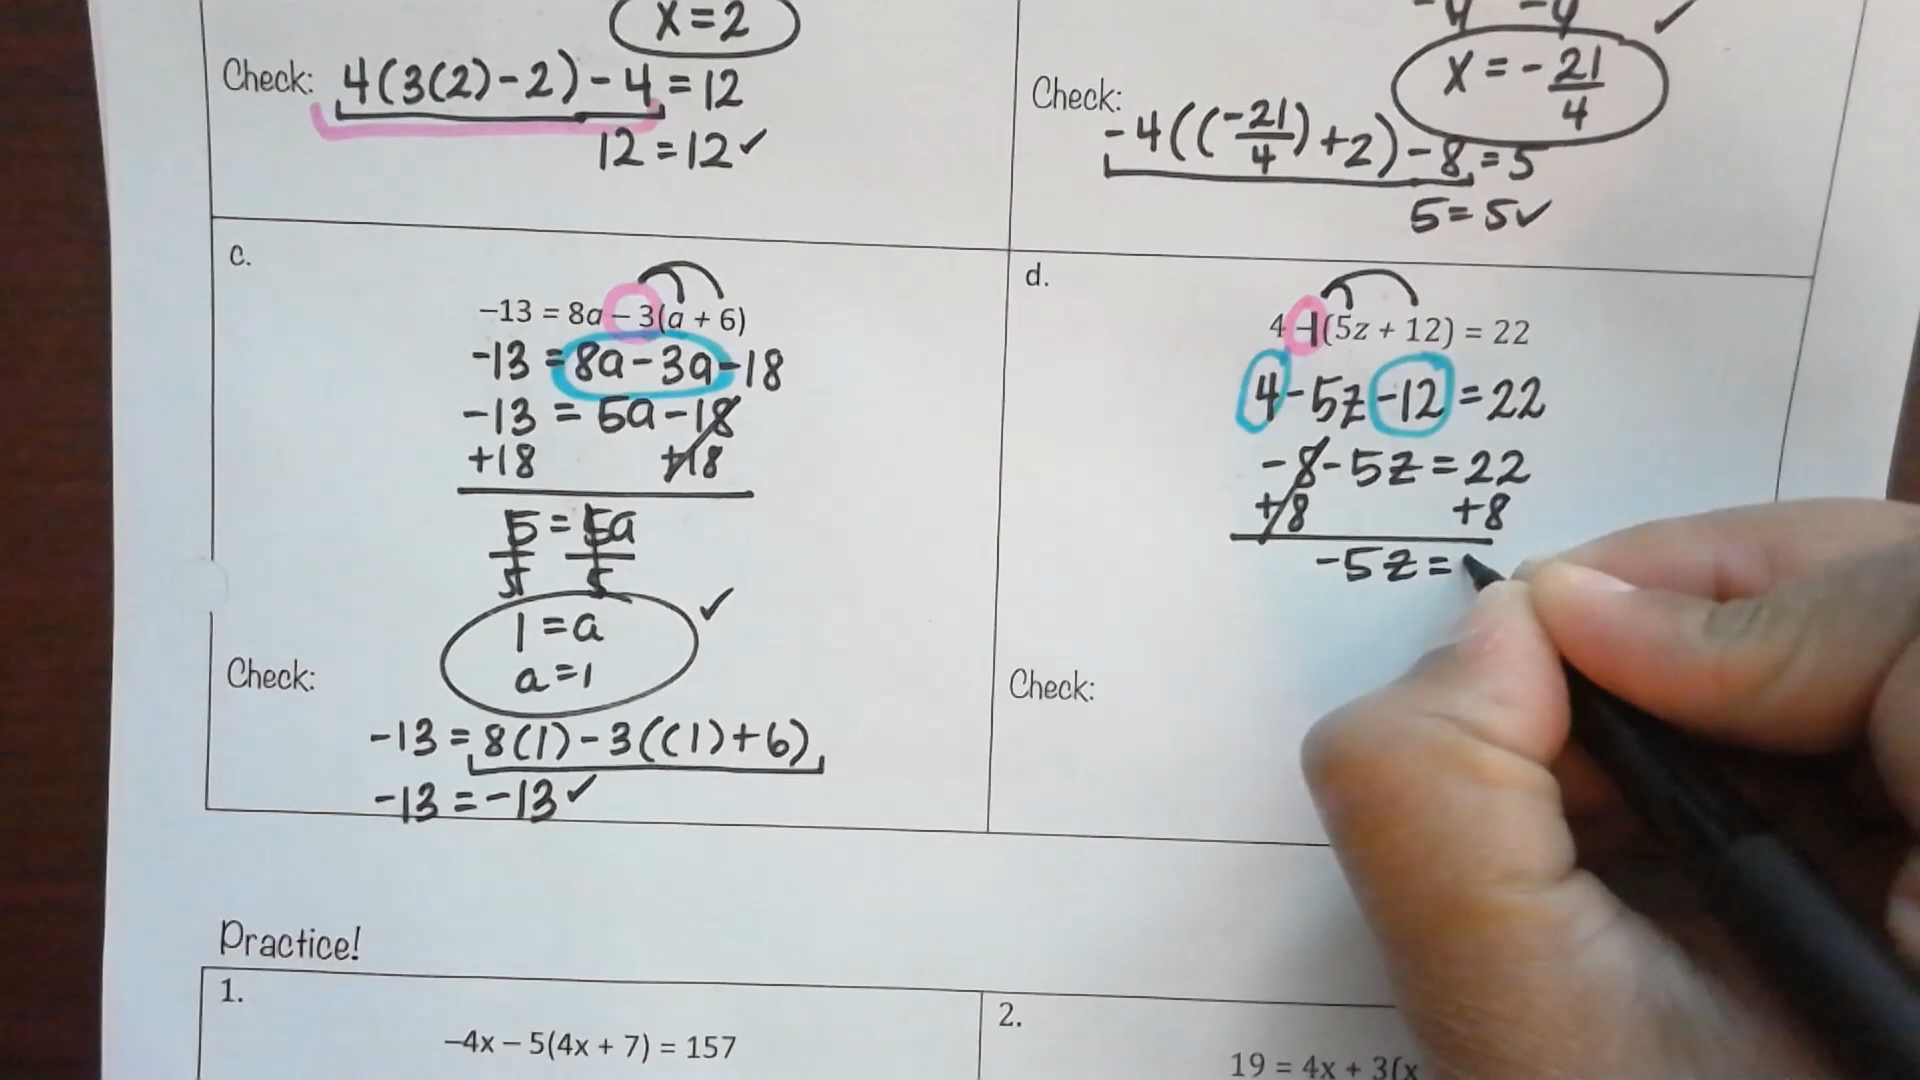 x = 2
Check: 4(3(2) - 2) - 4 = 12
12 = 12 ✓
-4 -4 ✓
x = -21/4
Check: -4((-21/4) + 2) - 8 = 5
5 = 5 ✓
c.
−13 = 8a − 3(a + 6)
-13 = 8a - 3a - 18
-13 = 5a - 18
+18 +18
5 = 5a
5 5
1 = a ✓
a = 1
Check:
-13 = 8(1) - 3((1) + 6)
-13 = -13 ✓
d.
4 -1(5z + 12) = 22
4 - 5z - 12 = 22
-8 - 5z = 22
+8 +8
-5z =
Check:
Practice!
1.
−4x − 5(4x + 7) = 157
2.
19 = 4x + 3(x